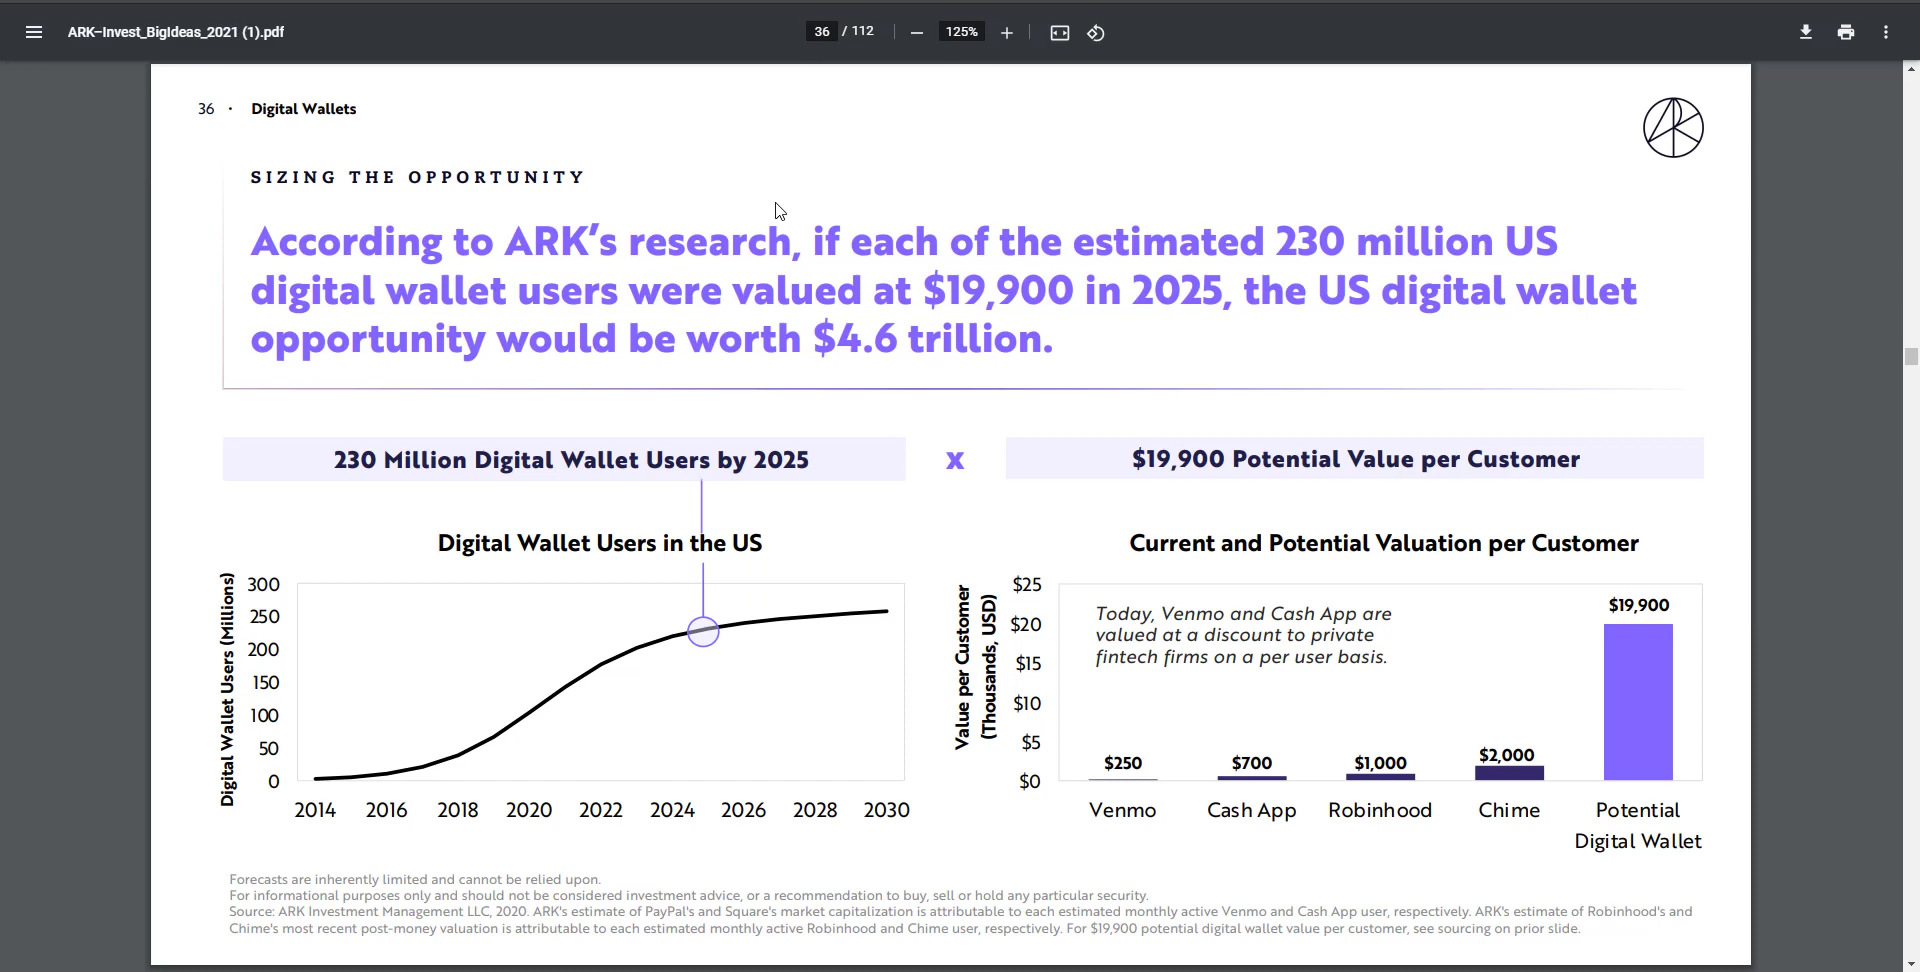 ARK–Invest_BigIdeas_2021 (1).pdf
36 / 112
125%
36 · Digital Wallets
SIZING THE OPPORTUNITY
According to ARK’s research, if each of the estimated 230 million US
digital wallet users were valued at $19,900 in 2025, the US digital wallet
opportunity would be worth $4.6 trillion.
230 Million Digital Wallet Users by 2025
x
$19,900 Potential Value per Customer
Digital Wallet Users in the US
Digital Wallet Users (Millions)
300
250
200
150
100
50
0
2014 2016 2018 2020 2022 2024 2026 2028 2030
Current and Potential Valuation per Customer
Value per Customer
(Thousands, USD)
$25
$20
$15
$10
$5
$0
Today, Venmo and Cash App are
valued at a discount to private
fintech firms on a per user basis.
$250 $700 $1,000 $2,000 $19,900
Venmo Cash App Robinhood Chime Potential
Digital Wallet
Forecasts are inherently limited and cannot be relied upon.
For informational purposes only and should not be considered investment advice, or a recommendation to buy, sell or hold any particular security.
Source: ARK Investment Management LLC, 2020. ARK's estimate of PayPal's and Square's market capitalization is attributable to each estimated monthly active Venmo and Cash App user, respectively. ARK's estimate of Robinhood's and
Chime's most recent post-money valuation is attributable to each estimated monthly active Robinhood and Chime user, respectively. For $19,900 potential digital wallet value per customer, see sourcing on prior slide.